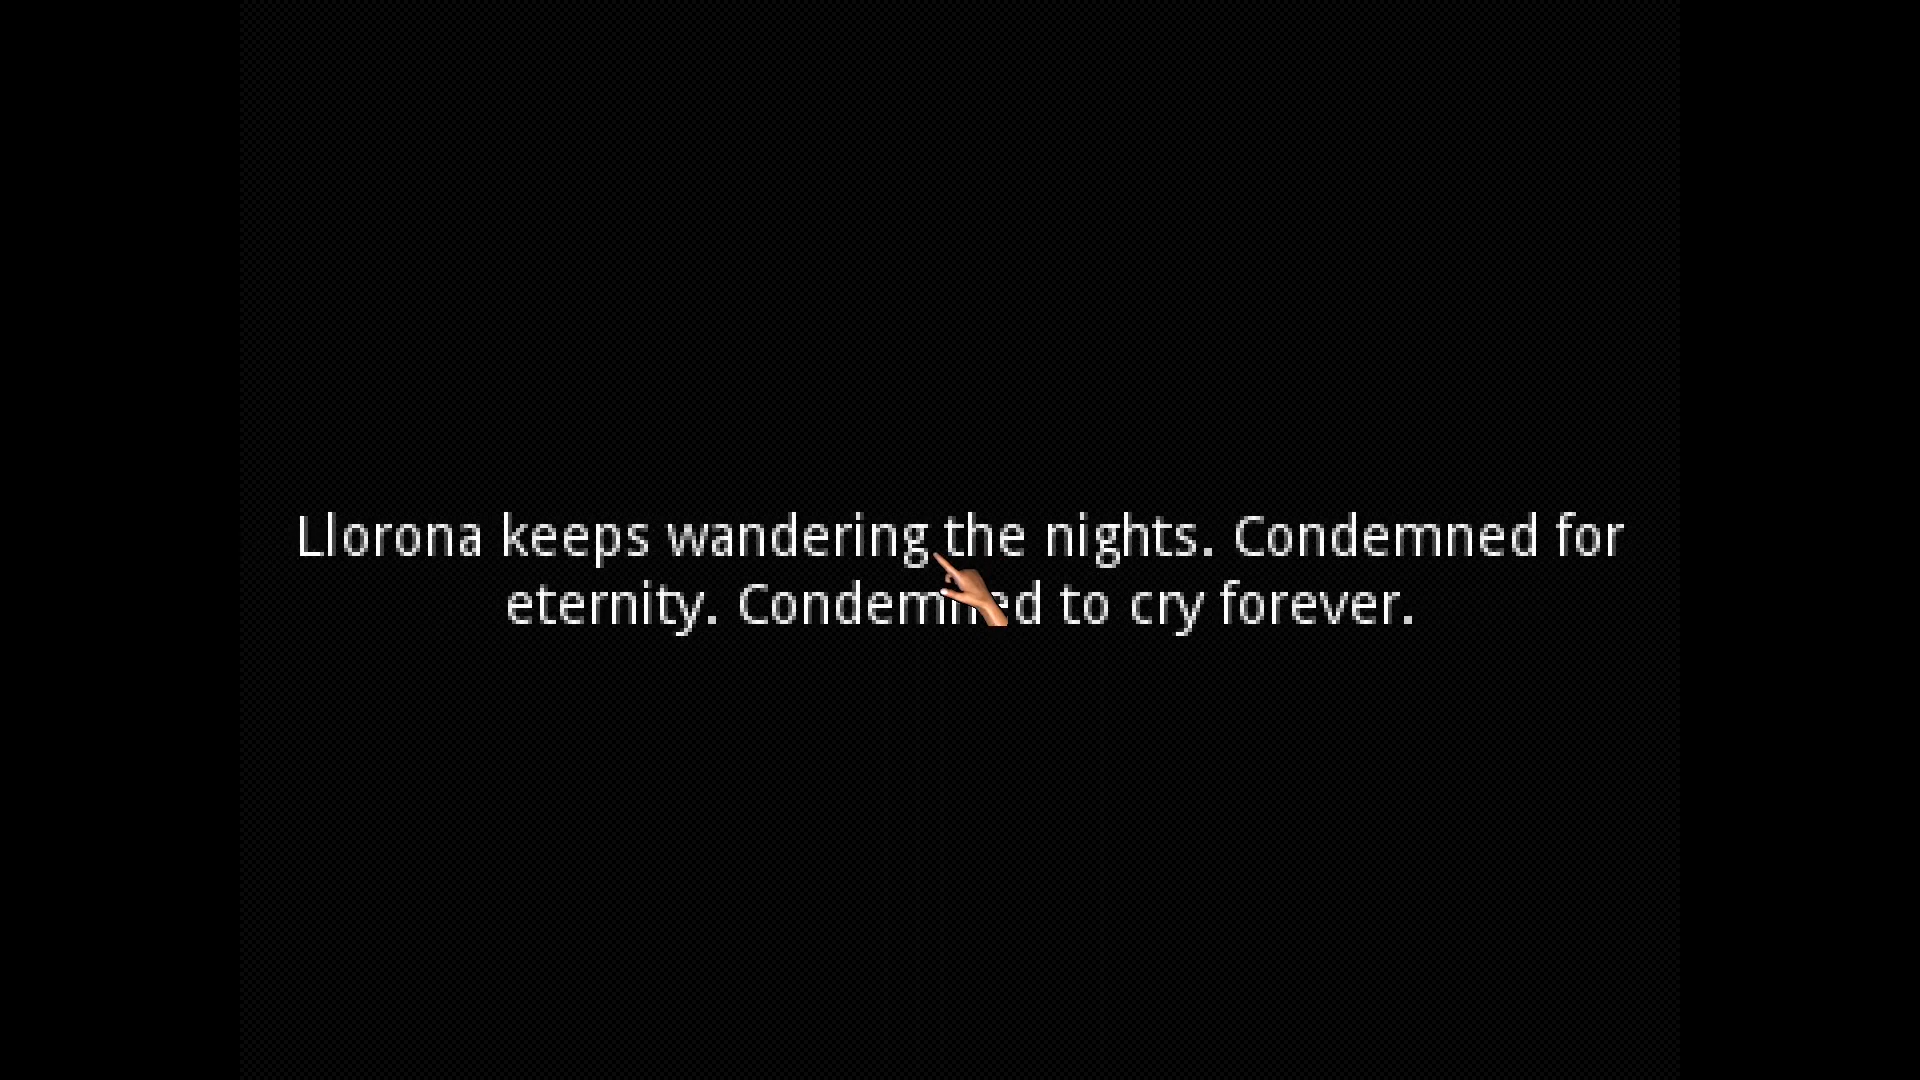 Llorona keeps wandering the nights. Condemned for
eternity. Condemned to cry forever.